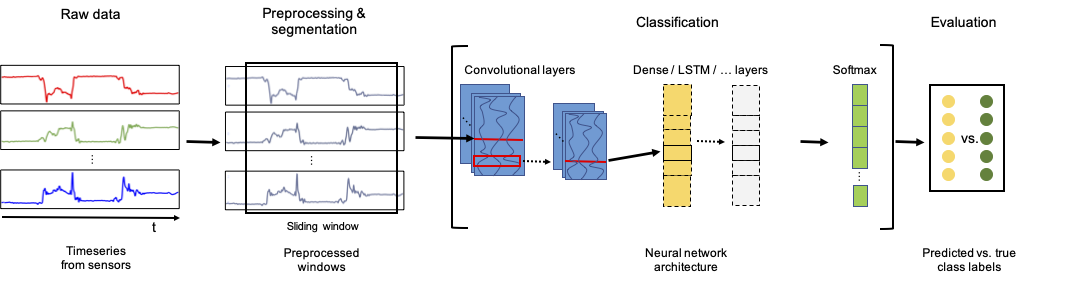 Raw data
Preprocessing &
segmentation
Classification
Evaluation
Convolutional layers
Dense / LSTM / ... layers
Softmax
vs.
t
Sliding window
Timeseries
from sensors
Preprocessed
windows
Neural network
architecture
Predicted vs. true
class labels